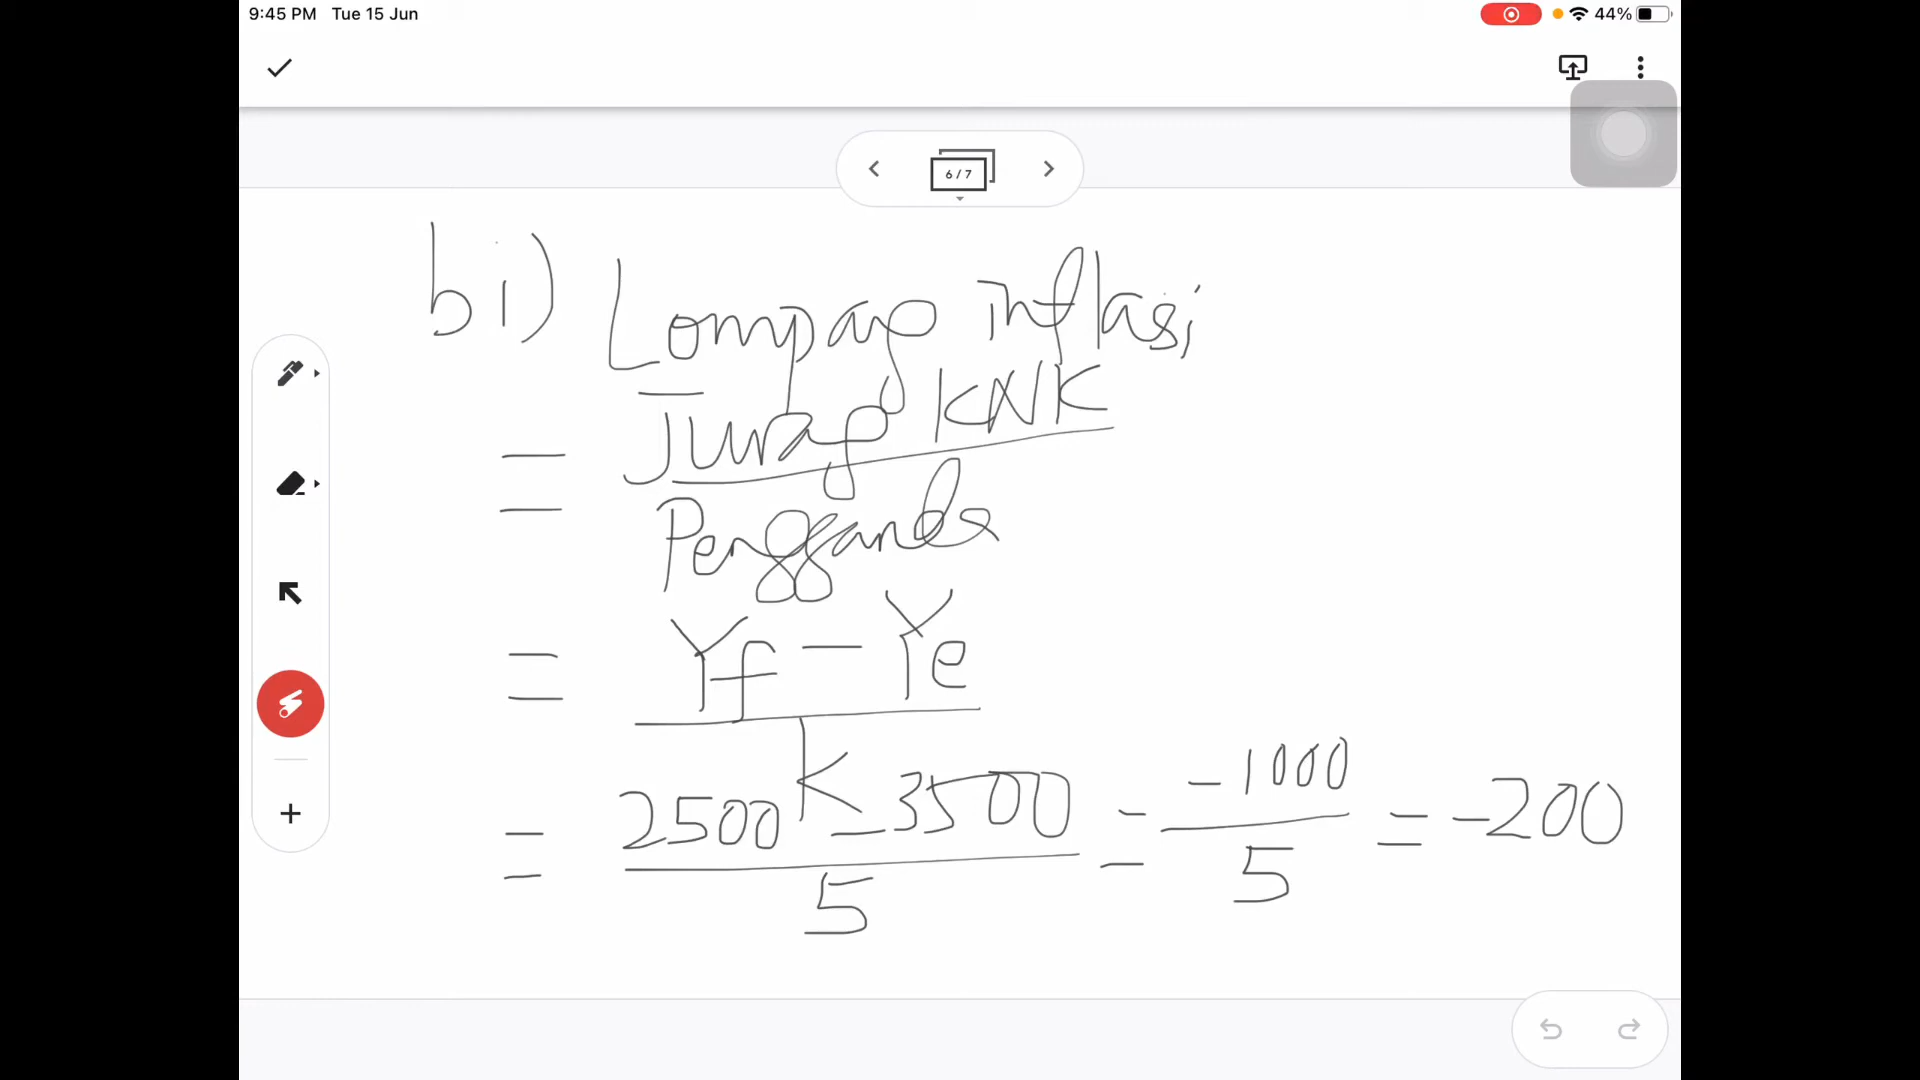 9:45 PM Tue 15 Jun
44%
6 / 7
bi) Lompang inflasi
= Jurang KNK
Pengganda
= Yf - Ye
K
= 2500 - 3500 = -1000 = -200
5 5